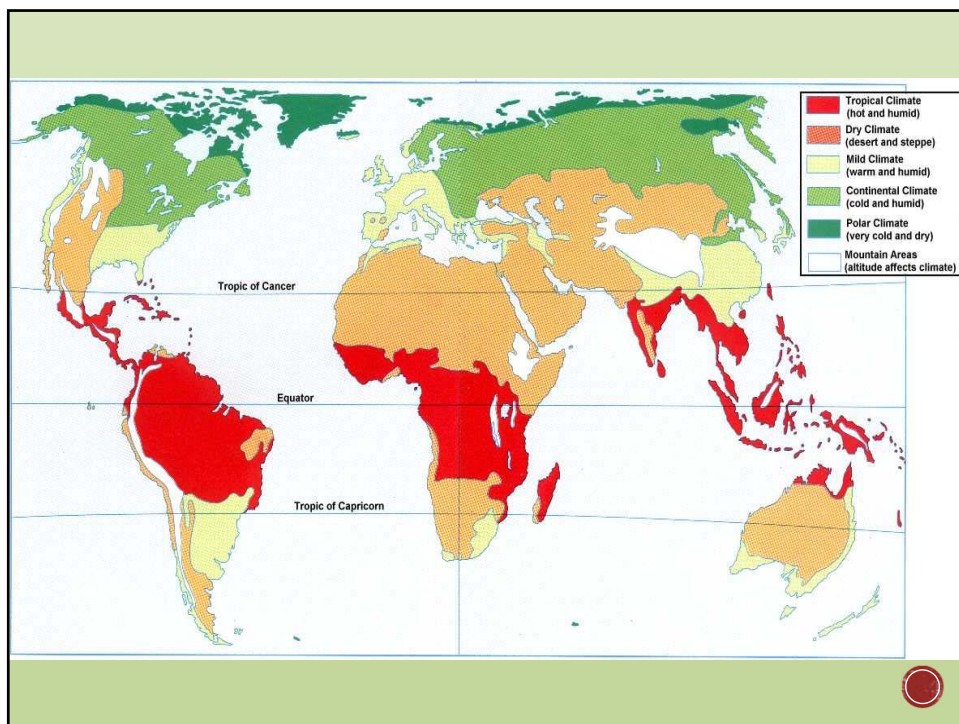 Tropical Climate
(hot and humid)
Dry Climate
(desert and steppe)
Mild Climate
(warm and humid)
Continental Climate
(cold and humid)
Polar Climate
(very cold and dry)
Mountain Areas
(altitude affects climate)
Tropic of Cancer
Equator
Tropic of Capricorn